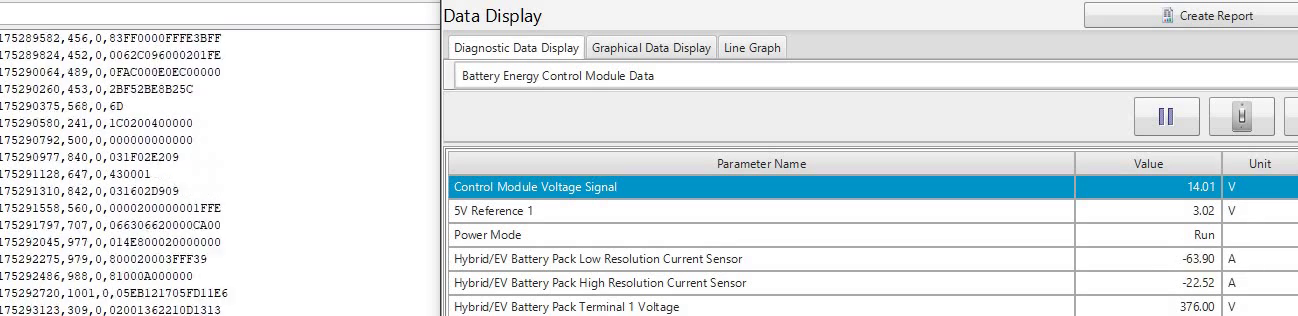 175289582,456,0,83FF0000FFFE3BFF
175289824,452,0,0062C096000201FE
175290064,489,0,0FAC000E0EC00000
175290260,453,0,2BF52BE8B25C
175290375,568,0,6D
175290580,241,0,1C0200400000
175290792,500,0,000000000000
175290977,840,0,031F02E209
175291128,647,0,430001
175291310,842,0,031602D909
175291558,560,0,0000200000001FFE
175291797,707,0,066306620000CA00
175292045,977,0,014E800020000000
175292275,979,0,800020003FFF39
175292486,988,0,81000A000000
175292720,1001,0,05EB121705FD11E6
175293123,309,0,02001362210D1313
Data Display
Create Report
Diagnostic Data Display Graphical Data Display Line Graph
Battery Energy Control Module Data
Parameter Name Value Unit
Control Module Voltage Signal 14.01 V
5V Reference 1 3.02 V
Power Mode Run
Hybrid/EV Battery Pack Low Resolution Current Sensor -63.90 A
Hybrid/EV Battery Pack High Resolution Current Sensor -22.52 A
Hybrid/EV Battery Pack Terminal 1 Voltage 376.00 V